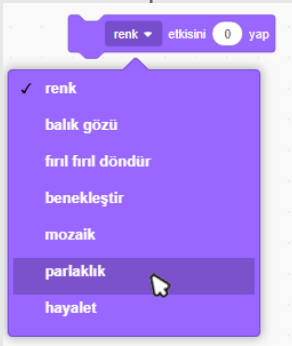 renk etkisini 0 yap
renk
balık gözü
fırıl fırıl döndür
benekleştir
mozaik
parlaklık
hayalet